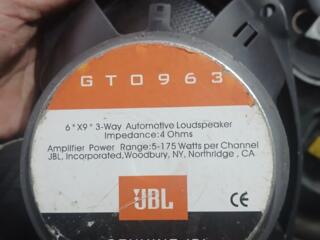 GTO963
6"X9" 3-Way Automotive Loudspeaker
Impedance:4 Ohms
Amplifier Power Range:5-175 Watts per Channel
JBL, Incorporated,Woodbury, NY, Northridge , CA
JBL
CE